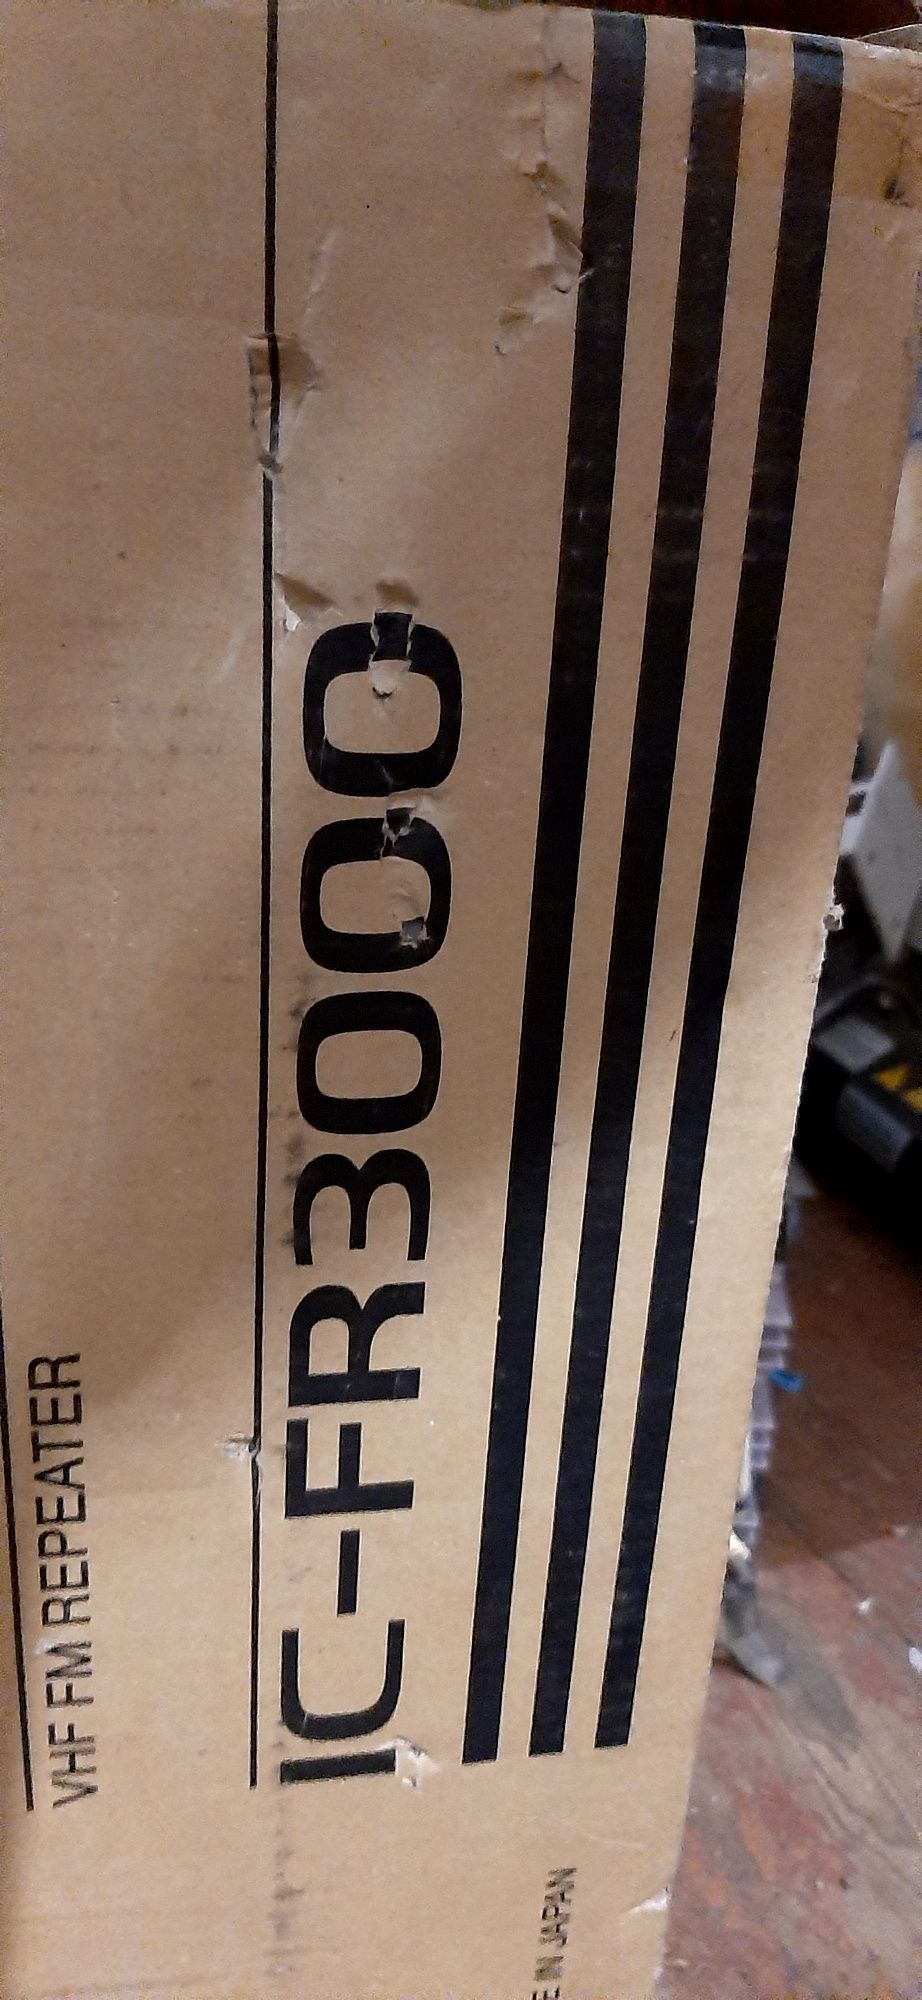 VHF FM REPEATER
IC-FR3000
E IN JAPAN